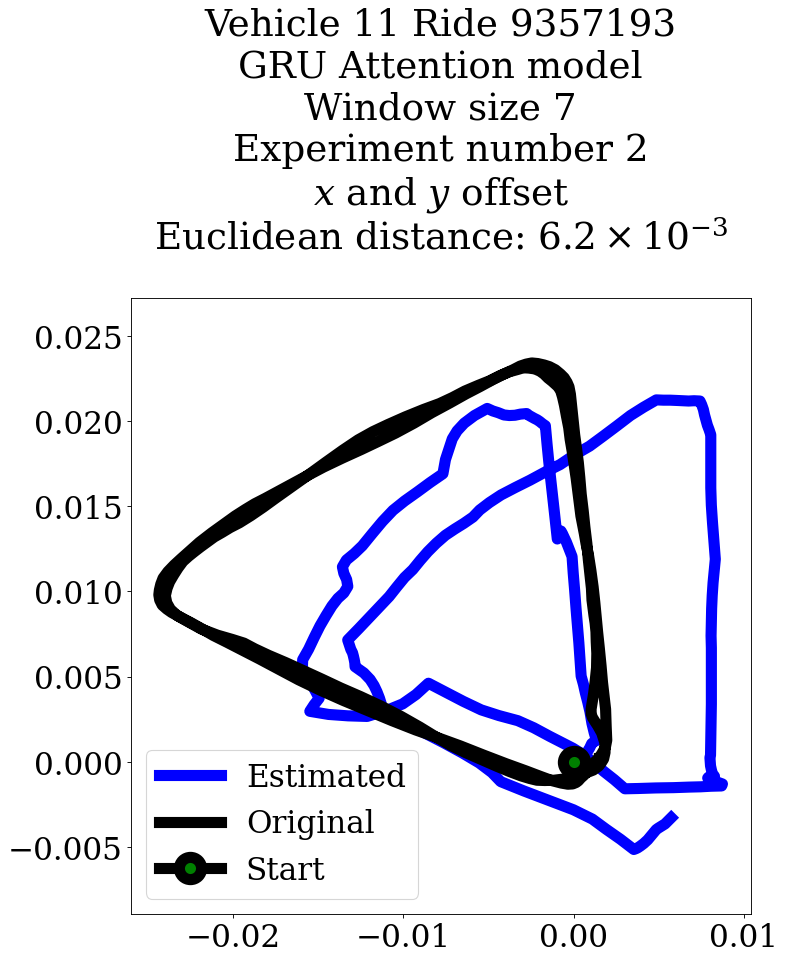 Vehicle 11 Ride 9357193
GRU Attention model
Window size 7
Experiment number 2
x and y offset
Euclidean distance: 6.2 × 10⁻³
0.025
0.020
0.015
0.010
0.005
0.000
−0.005
Estimated
Original
Start
−0.02
−0.01
0.00
0.01